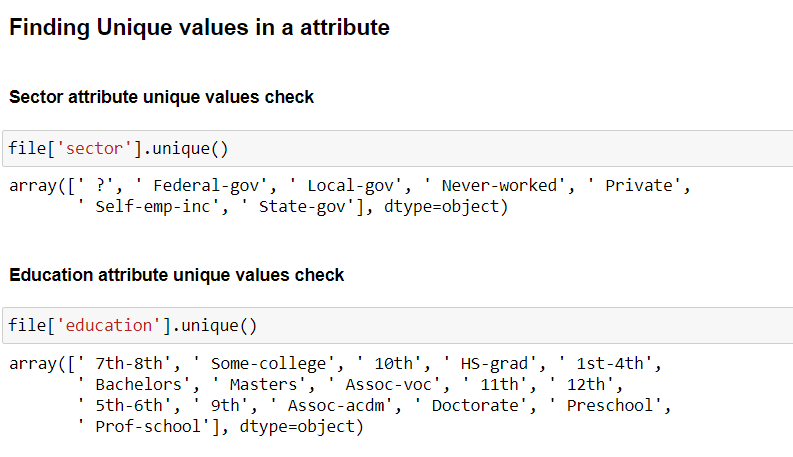 Finding Unique values in a attribute
Sector attribute unique values check
file['sector'].unique()
array([' ?', ' Federal-gov', ' Local-gov', ' Never-worked', ' Private',
' Self-emp-inc', ' State-gov'], dtype=object)
Education attribute unique values check
file['education'].unique()
array([' 7th-8th', ' Some-college', ' 10th', ' HS-grad', ' 1st-4th',
' Bachelors', ' Masters', ' Assoc-voc', ' 11th', ' 12th',
' 5th-6th', ' 9th', ' Assoc-acdm', ' Doctorate', ' Preschool',
' Prof-school'], dtype=object)